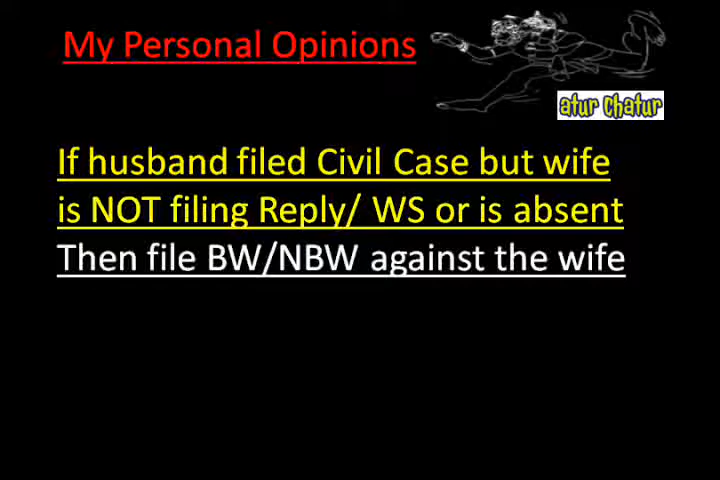 My Personal Opinions
atur Chatur
If husband filed Civil Case but wife
is NOT filing Reply/ WS or is absent
Then file BW/NBW against the wife